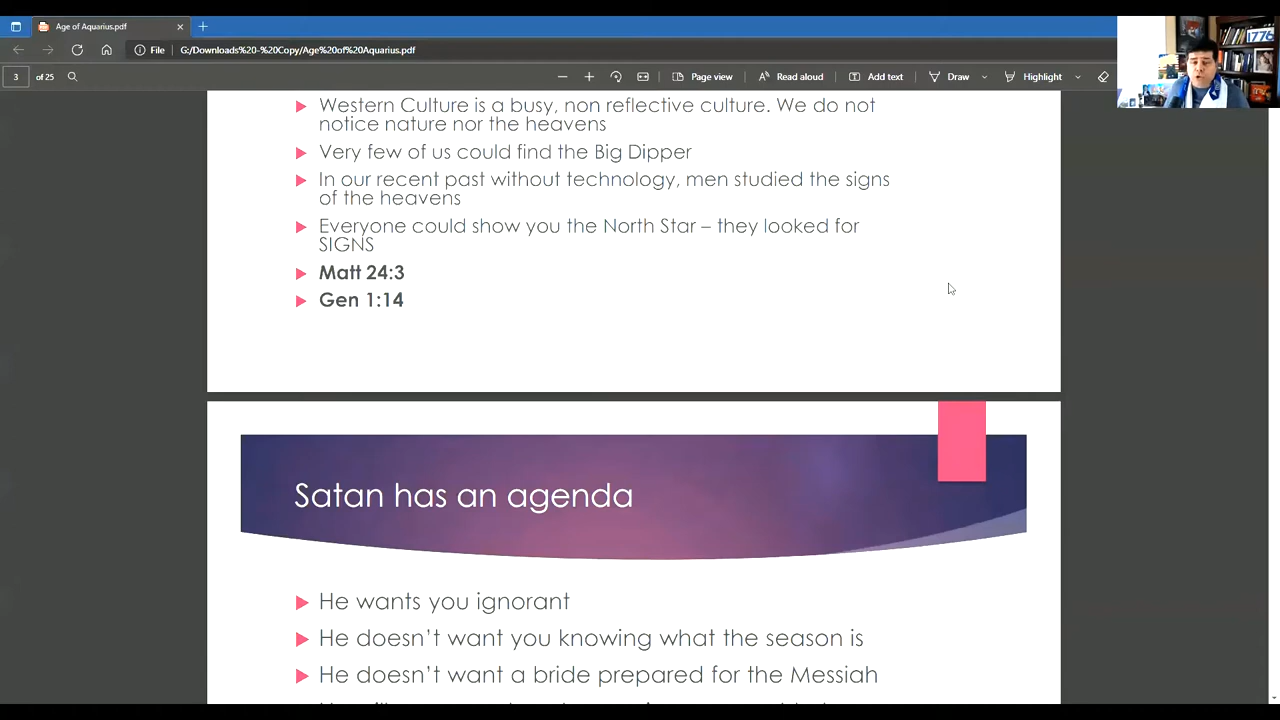 Age of Aquarius.pdf
File
G:/Downloads%20-%20Copy/Age%20of%20Aquarius.pdf
3 of 25
Page view
Read aloud
Add text
Draw
Highlight
1776
Western Culture is a busy, non reflective culture. We do not
notice nature nor the heavens
Very few of us could find the Big Dipper
In our recent past without technology, men studied the signs
of the heavens
Everyone could show you the North Star – they looked for
SIGNS
Matt 24:3
Gen 1:14
Satan has an agenda
He wants you ignorant
He doesn't want you knowing what the season is
He doesn't want a bride prepared for the Messiah